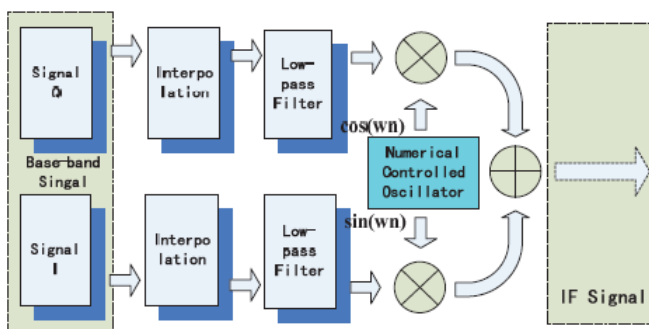 Signal
Q
Interpo
lation
Low-
pass
Filter
cos(wn)
Base-band
Singal
Numerical
Controlled
Oscillator
sin(wn)
Signal
I
Interpo
lation
Low-
pass
Filter
IF Signal